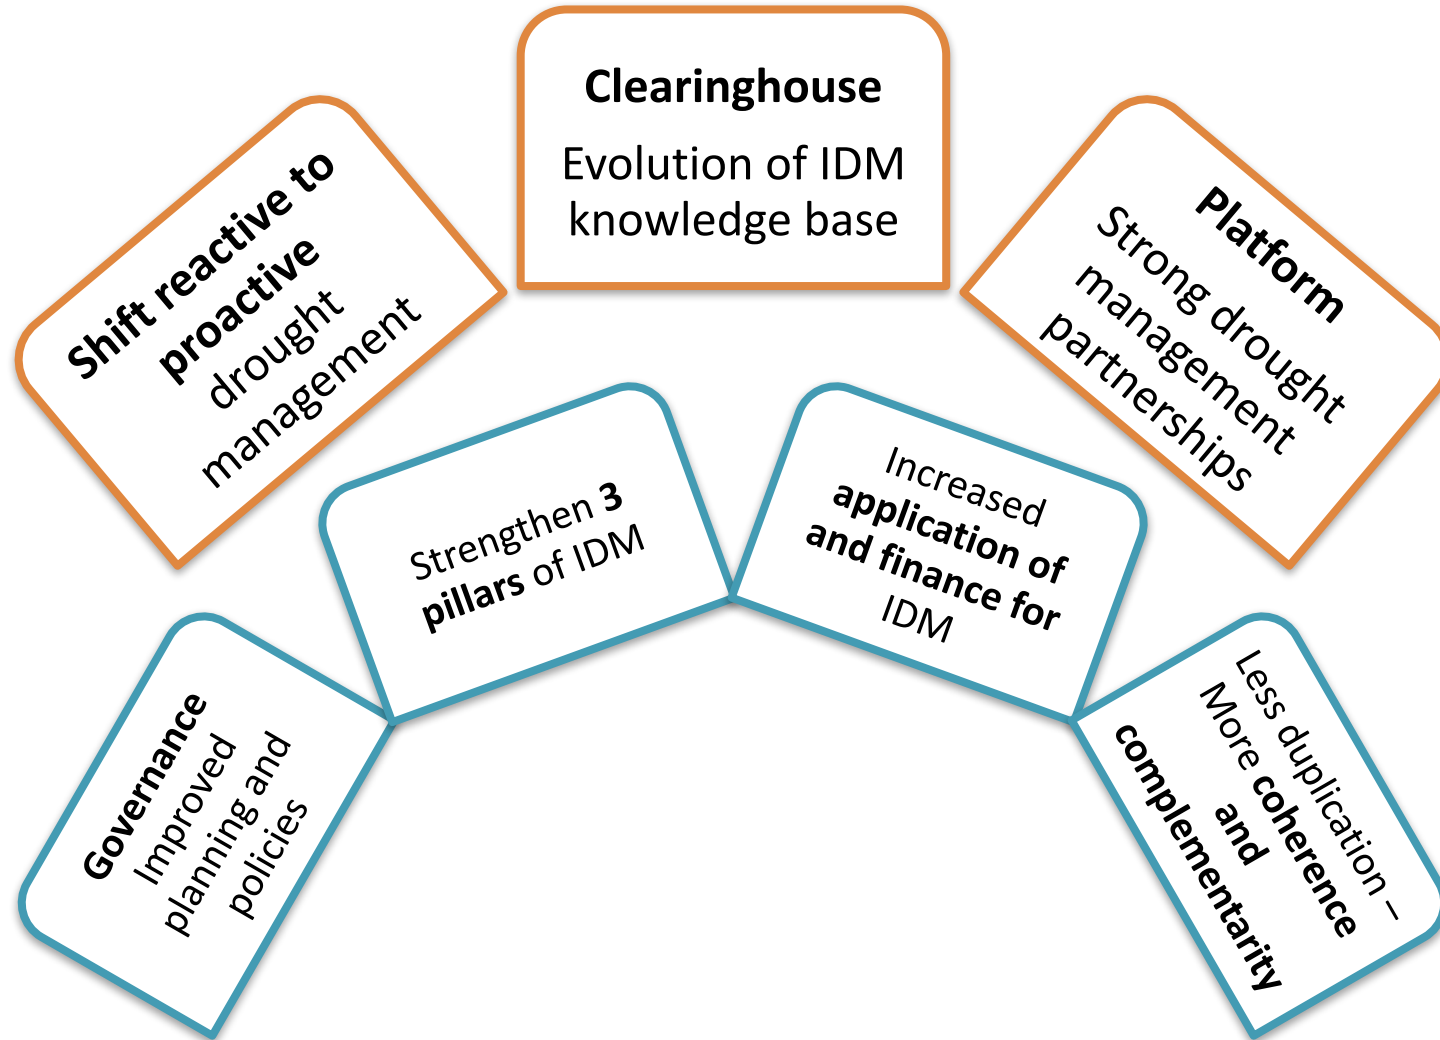 Shift reactive to
proactive
drought
management
Clearinghouse
Evolution of IDM
knowledge base
Platform
Strong drought
management
partnerships
Governance
Improved
planning and
policies
Strengthen 3
pillars of IDM
Increased
application of
and finance for
IDM
Less duplication –
More coherence
and
complementarity